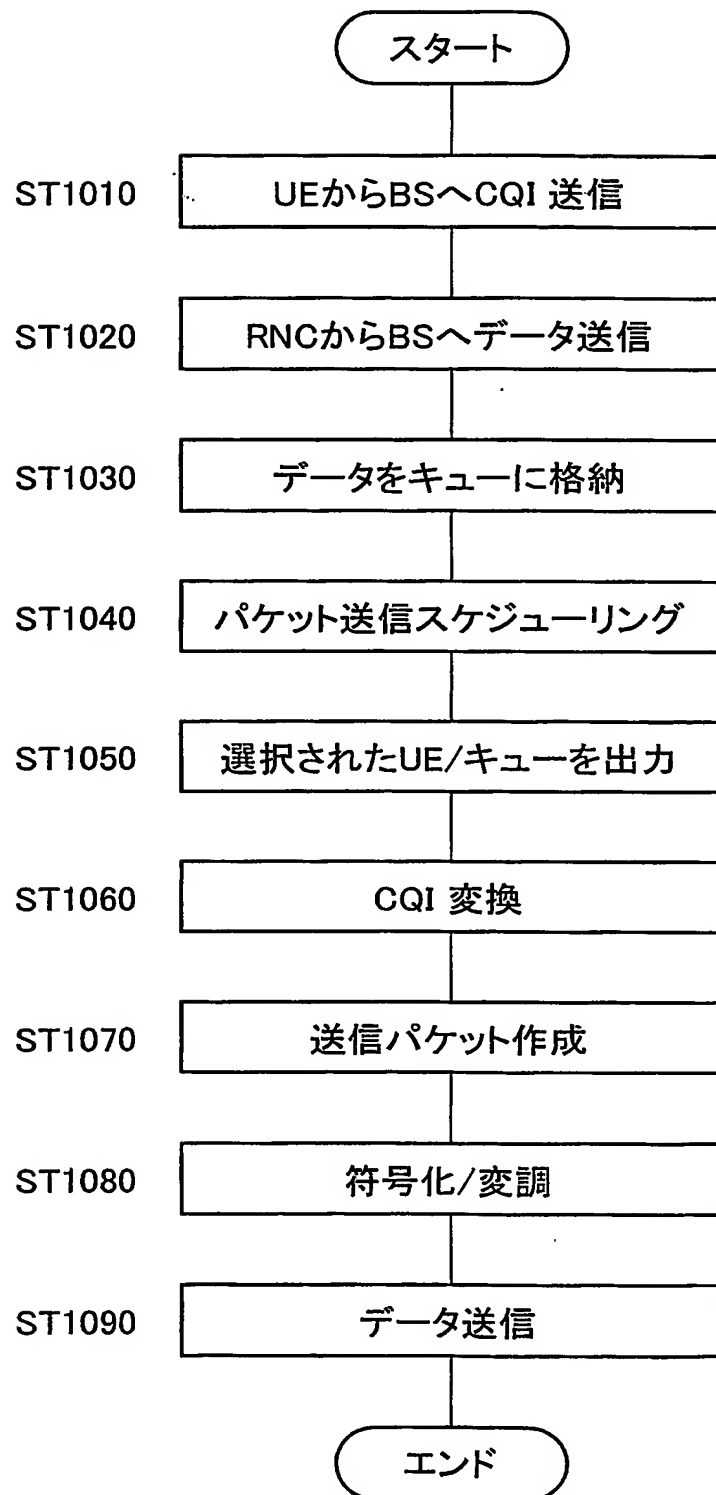 スタート
ST1010 UEからBSへCQI 送信
ST1020 RNCからBSへデータ送信
ST1030 データをキューに格納
ST1040 パケット送信スケジューリング
ST1050 選択されたUE/キューを出力
ST1060 CQI 変換
ST1070 送信パケット作成
ST1080 符号化/変調
ST1090 データ送信
エンド